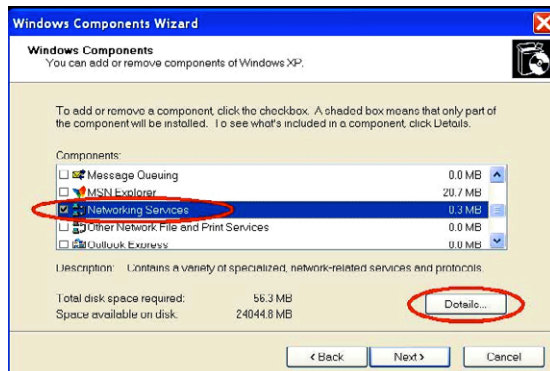 Windows Components Wizard
Windows Components
You can add or remove components of Windows XP.
To add or remove a component, click the checkbox. A shaded box means that only part of
the component will be installed. To see what's included in a component, click Details.
Components:
Message Queuing 0.0 MB
MSN Explorer 20.7 MB
Networking Services 0.3 MB
Other Network File and Print Services 0.0 MB
Outlook Express 0.0 MB
Description: Contains a variety of specialized, network-related services and protocols.
Total disk space required: 56.3 MB
Space available on disk: 24044.8 MB
Details...
< Back Next > Cancel